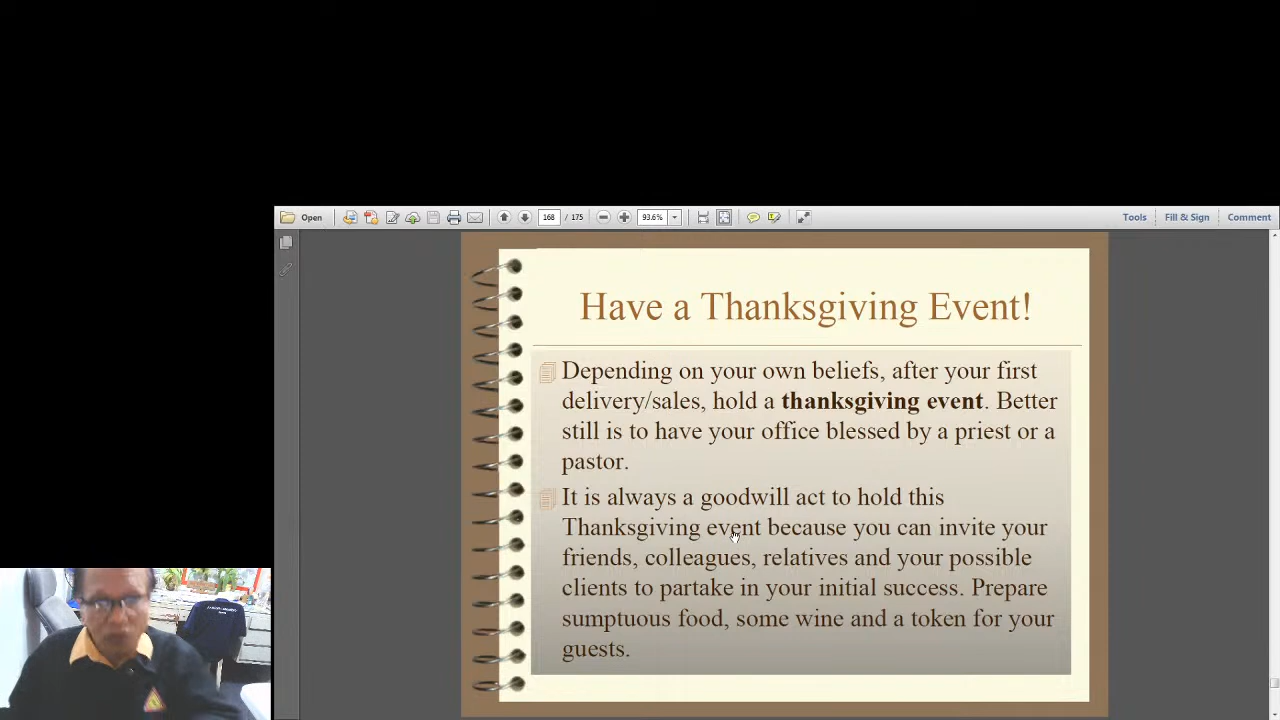 Open 168 / 175 93.6% Tools Fill & Sign Comment
Have a Thanksgiving Event!
Depending on your own beliefs, after your first
delivery/sales, hold a thanksgiving event. Better
still is to have your office blessed by a priest or a
pastor.
It is always a goodwill act to hold this
Thanksgiving event because you can invite your
friends, colleagues, relatives and your possible
clients to partake in your initial success. Prepare
sumptuous food, some wine and a token for your
guests.